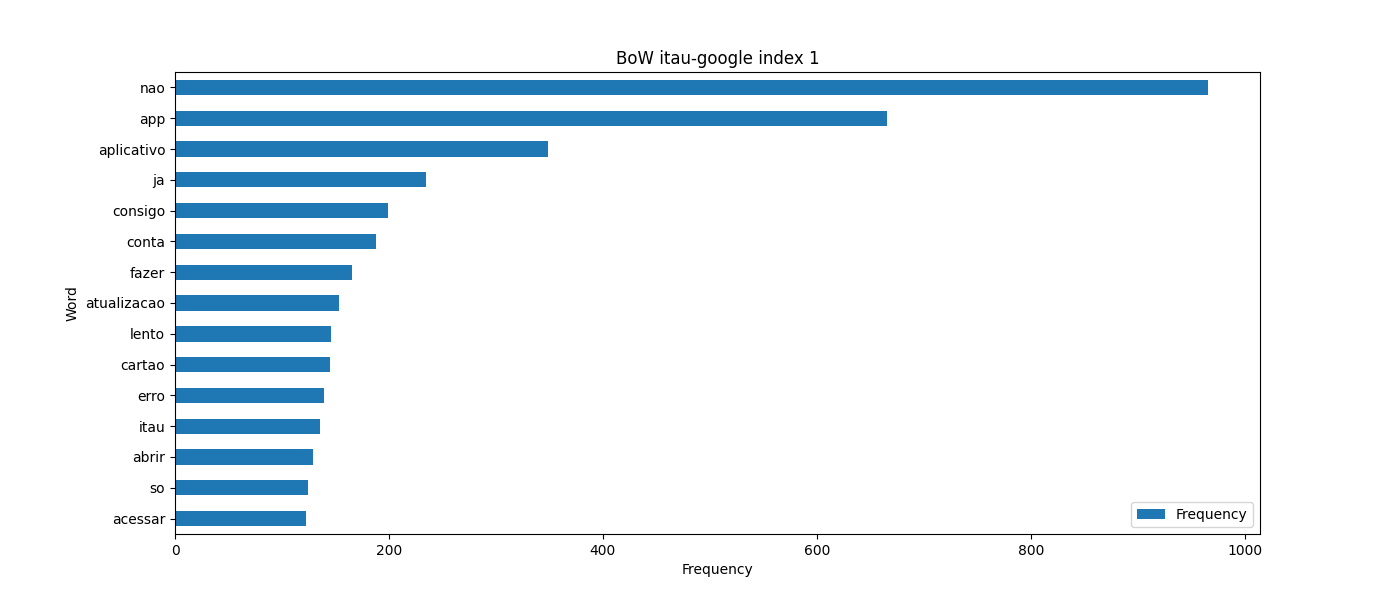 BoW itau-google index 1
nao
app
aplicativo
ja
consigo
conta
fazer
atualizacao
lento
cartao
erro
itau
abrir
so
acessar
Word
Frequency
0 200 400 600 800 1000
Frequency